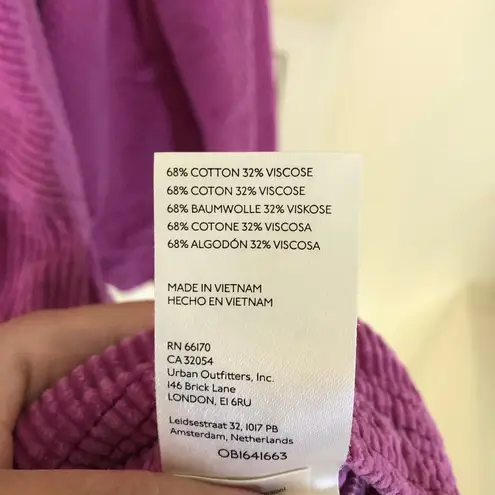 68% COTTON 32% VISCOSE
68% COTON 32% VISCOSE
68% BAUMWOLLE 32% VISKOSE
68% COTONE 32% VISCOSA
68% ALGODÓN 32% VISCOSA
MADE IN VIETNAM
HECHO EN VIETNAM
RN 66170
CA 32054
Urban Outfitters, Inc.
146 Brick Lane
LONDON, E1 6RU
Leidsestraat 32, 1017 PB
Amsterdam, Netherlands
OB1641663